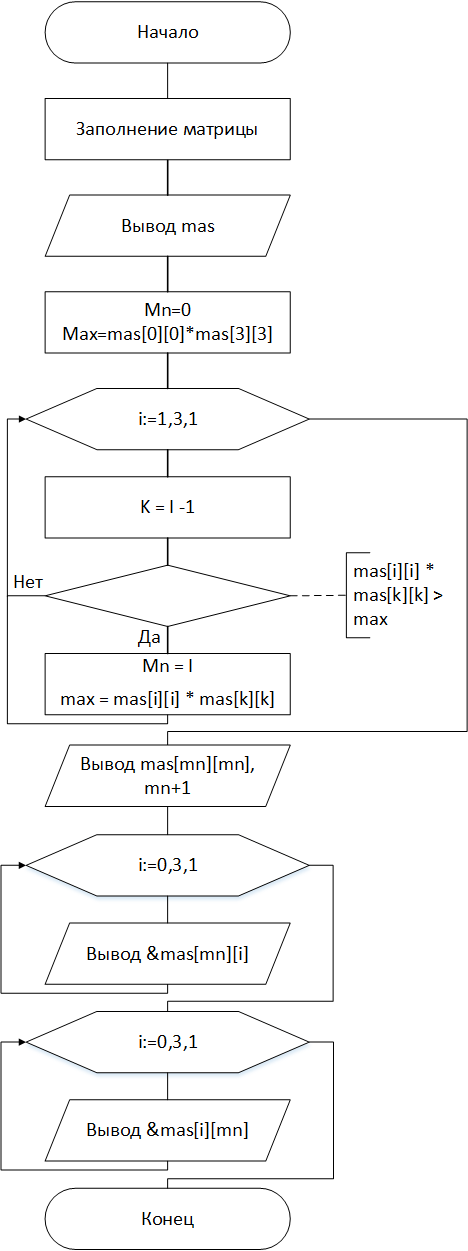 Начало
Заполнение матрицы
Вывод mas
Mn=0
Max=mas[0][0]*mas[3][3]
i:=1,3,1
K = I -1
mas[i][i] *
mas[k][k] >
max
Нет
Да
Mn = I
max = mas[i][i] * mas[k][k]
Вывод mas[mn][mn],
mn+1
i:=0,3,1
Вывод &mas[mn][i]
i:=0,3,1
Вывод &mas[i][mn]
Конец